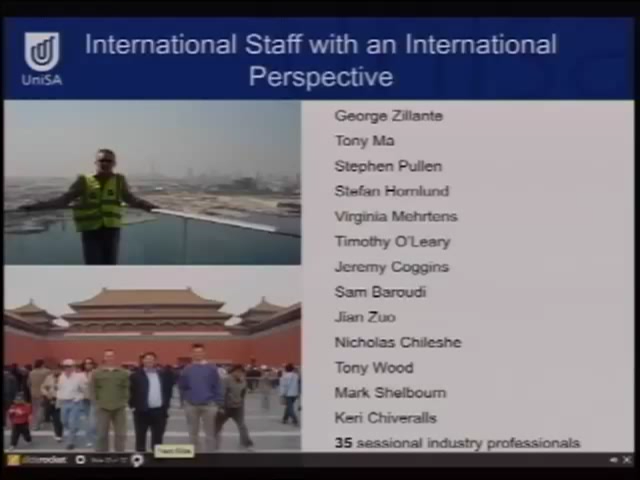 International Staff with an International
Perspective
UniSA
George Zillante
Tony Ma
Stephen Pullen
Stefan Hornlund
Virginia Mehrtens
Timothy O'Leary
Jeremy Coggins
Sam Baroudi
Jian Zuo
Nicholas Chileshe
Tony Wood
Mark Shelbourn
Keri Chiveralls
35 sessional industry professionals